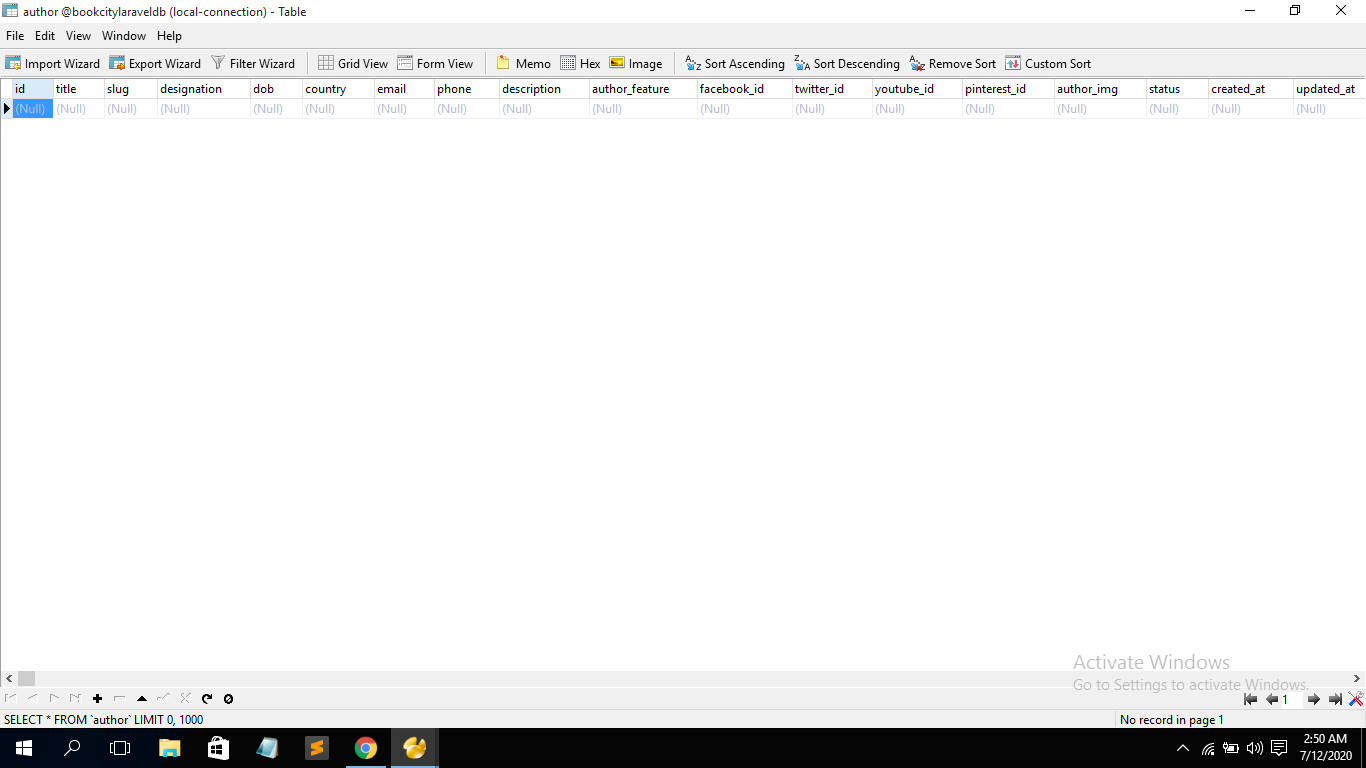 author @bookcitylaraveldb (local-connection) - Table
File Edit View Window Help
Import Wizard Export Wizard Filter Wizard Grid View Form View Memo Hex Image Sort Ascending Sort Descending Remove Sort Custom Sort
id title slug designation dob country email phone description author_feature facebook_id twitter_id youtube_id pinterest_id author_img status created_at updated_at
(Null) (Null) (Null) (Null) (Null) (Null) (Null) (Null) (Null) (Null) (Null) (Null) (Null) (Null) (Null) (Null) (Null) (Null)
Activate Windows
Go to Settings to activate Windows.
1
SELECT * FROM `author` LIMIT 0, 1000 No record in page 1
2:50 AM
7/12/2020